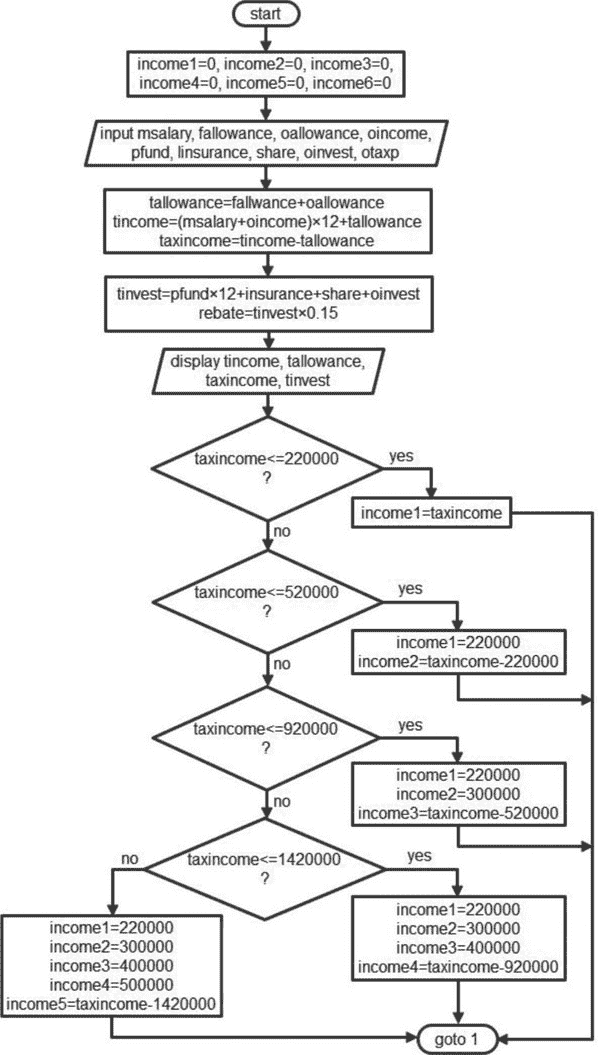 start
income1=0, income2=0, income3=0,
income4=0, income5=0, income6=0
input msalary, fallowance, oallowance, oincome,
pfund, linsurance, share, oinvest, otaxp
tallowance=fallwance+oallowance
tincome=(msalary+oincome)×12+tallowance
taxincome=tincome-tallowance
tinvest=pfund×12+insurance+share+oinvest
rebate=tinvest×0.15
display tincome, tallowance,
taxincome, tinvest
taxincome<=220000
?
yes
income1=taxincome
no
taxincome<=520000
?
yes
income1=220000
income2=taxincome-220000
no
taxincome<=920000
?
yes
income1=220000
income2=300000
income3=taxincome-520000
no
taxincome<=1420000
?
no
yes
income1=220000
income2=300000
income3=400000
income4=500000
income5=taxincome-1420000
income1=220000
income2=300000
income3=400000
income4=taxincome-920000
goto 1